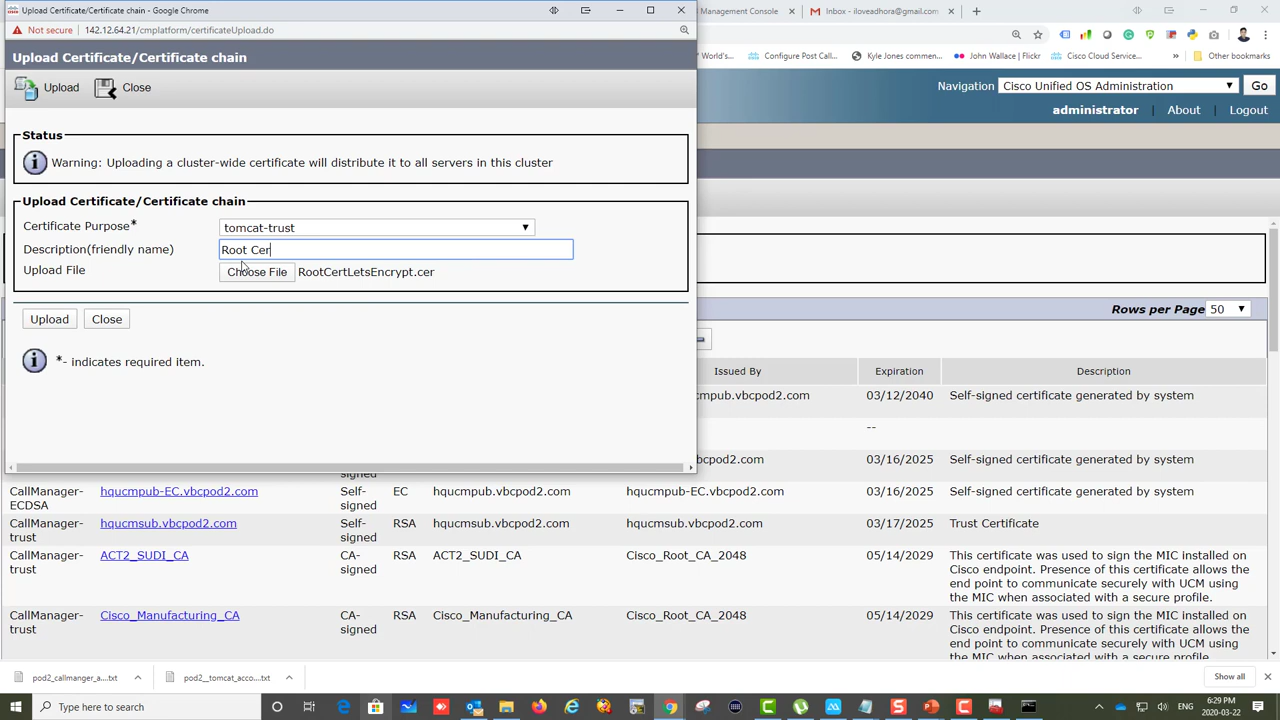 Upload Certificate/Certificate chain - Google Chrome
Management Console
Inbox - iloveadhora@gmail.com
Not secure 142.12.64.21/cmplatform/certificateUpload.do
World's...
Configure Post Call...
Kyle Jones commen...
John Wallace | Flickr
Cisco Cloud Service...
Other bookmarks
Upload Certificate/Certificate chain
Upload Close
Navigation Cisco Unified OS Administration Go
administrator About Logout
Status
Warning: Uploading a cluster-wide certificate will distribute it to all servers in this cluster
Upload Certificate/Certificate chain
Certificate Purpose* tomcat-trust
Description(friendly name) Root Cer
Upload File Choose File RootCertLetsEncrypt.cer
Rows per Page 50
Upload Close
*- indicates required item.
Issued By Expiration Description
mpub.vbcpod2.com 03/12/2040 Self-signed certificate generated by system
--
hqucmpub.vbcpod2.com 03/16/2025 Self-signed certificate generated by system
signed
CallManager-ECDSA hqucmpub-EC.vbcpod2.com Self-signed EC hqucmpub.vbcpod2.com hqucmpub-EC.vbcpod2.com 03/16/2025 Self-signed certificate generated by system
CallManager-trust hqucmsub.vbcpod2.com Self-signed RSA hqucmsub.vbcpod2.com hqucmsub.vbcpod2.com 03/17/2025 Trust Certificate
CallManager-trust ACT2_SUDI_CA CA-signed RSA ACT2_SUDI_CA Cisco_Root_CA_2048 05/14/2029 This certificate was used to sign the MIC installed on
Cisco endpoint. Presence of this certificate allows the
end point to communicate securely with UCM using
the MIC when associated with a secure profile.
CallManager-trust Cisco_Manufacturing_CA CA-signed RSA Cisco_Manufacturing_CA Cisco_Root_CA_2048 05/14/2029 This certificate was used to sign the MIC installed on
Cisco endpoint. Presence of this certificate allows the
end point to communicate securely with UCM using
the MIC when associated with a secure profile.
pod2_callmanger_a....txt
pod2__tomcat_acco....txt
Show all
Type here to search
ENG
6:29 PM
2020-03-22